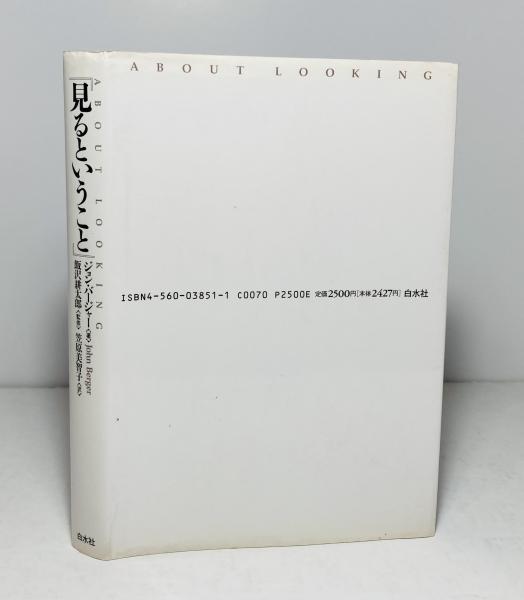 ABOUT LOOKING
『見るということ』
ABOUT LOOKING
ジョン・バージャー〈著〉 John Berger
飯沢耕太郎〈監修〉 笠原美智子〈訳〉
白水社
ISBN4-560-03851-1 C0070 P2500E 定価2500円[本体2427円] 白水社